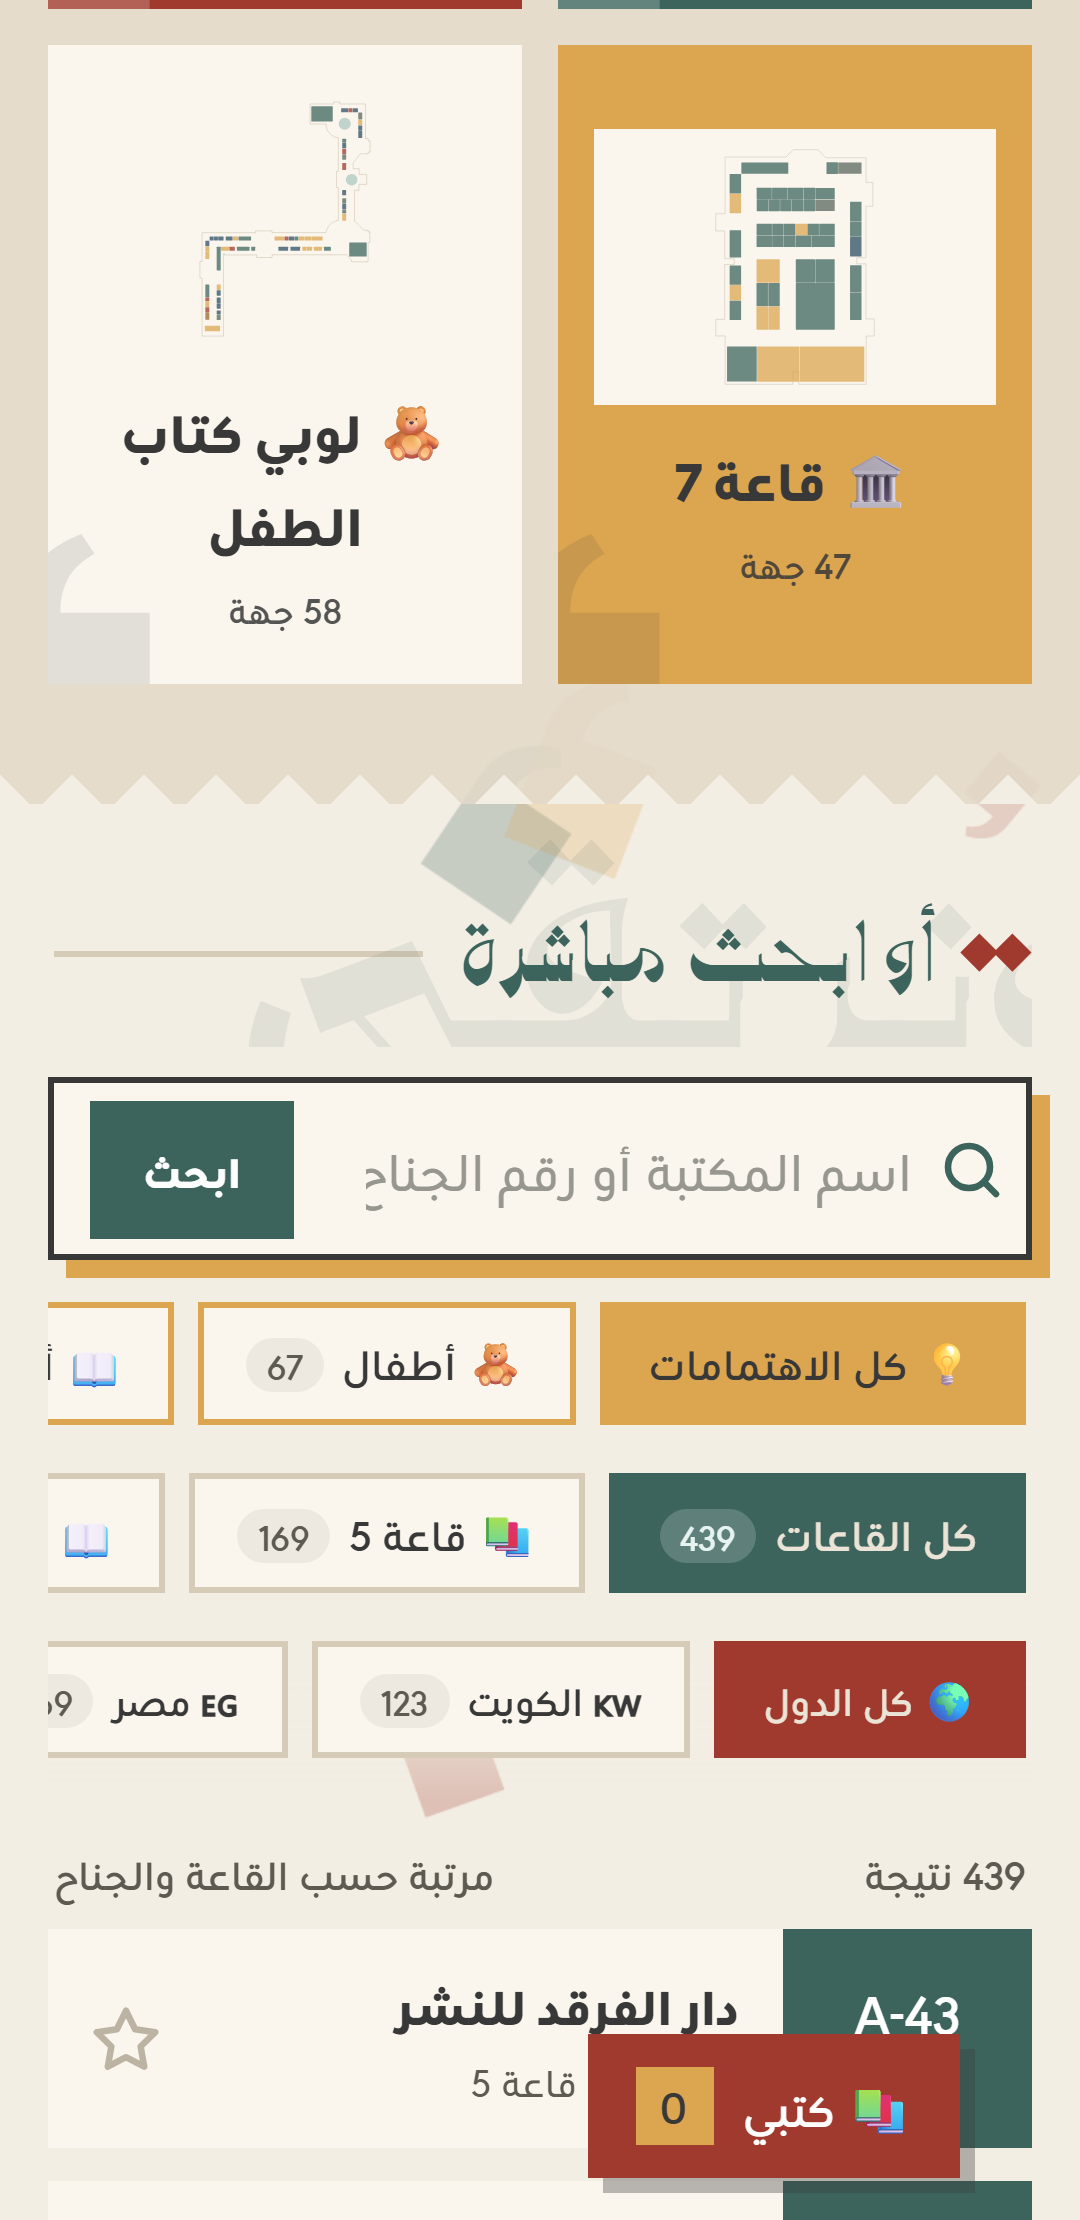 قاعة 7
47 جهة
لوبي كتاب
الطفل
58 جهة
أو ابحث مباشرة
اسم المكتبة أو رقم الجناح
ابحث
كل الاهتمامات
أطفال 67
كل القاعات 439
قاعة 5 169
كل الدول
KW الكويت 123
EG مصر
439 نتيجة
مرتبة حسب القاعة والجناح
A-43
دار الفرقد للنشر
قاعة 5
كتبي 0